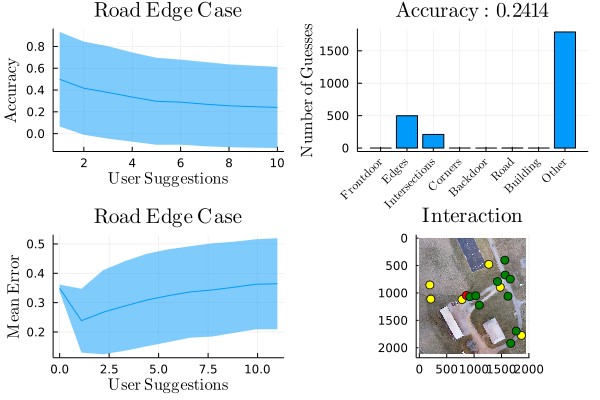 Road Edge Case
Accuracy
0.8
0.6
0.4
0.2
0.0
2 4 6 8 10
User Suggestions
Accuracy : 0.2414
Number of Guesses
1500
1000
500
0
Frontdoor Edges Intersections Corners Backdoor Road Building Other
Road Edge Case
Mean Error
0.5
0.4
0.3
0.2
0.0 2.5 5.0 7.5 10.0
User Suggestions
Interaction
0
500
1000
1500
2000
0 500 1000 1500 2000